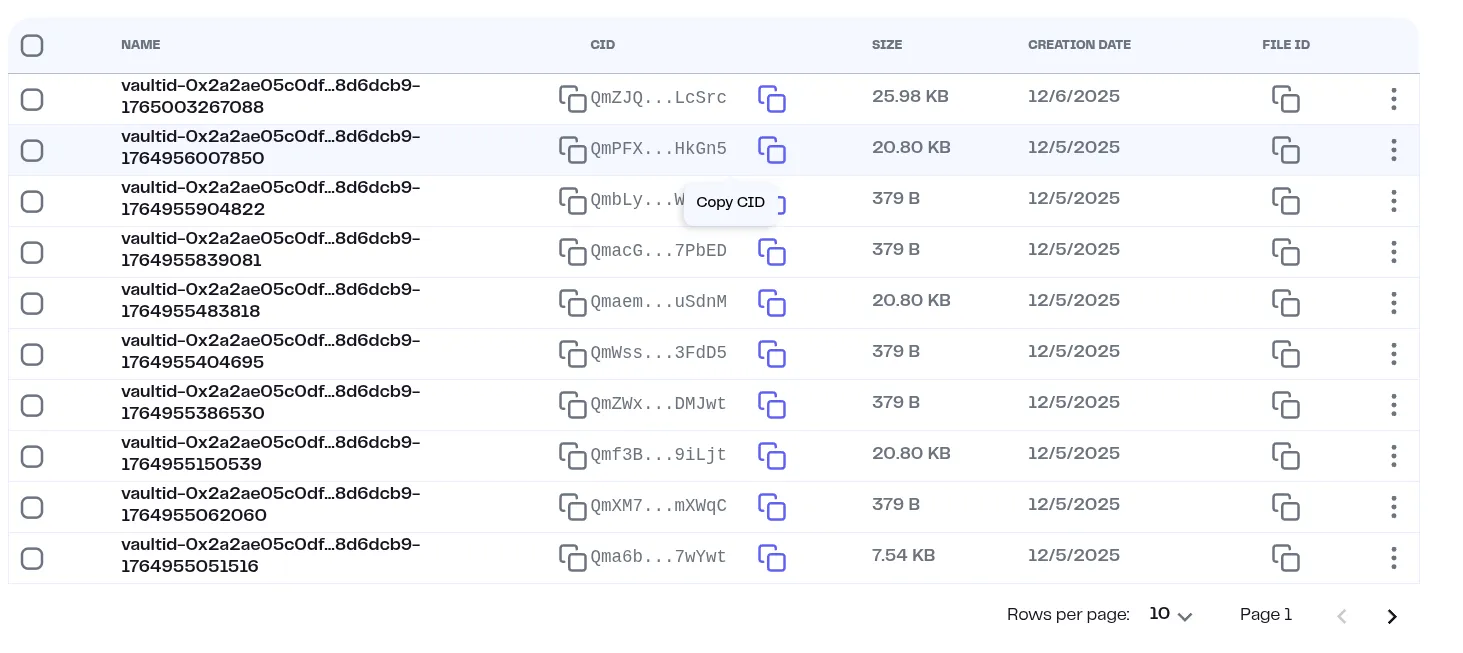 NAME CID SIZE CREATION DATE FILE ID
vaultid-0x2a2ae05c0df...8d6dcb9-
1765003267088 QmZJQ...LcSrc 25.98 KB 12/6/2025
vaultid-0x2a2ae05c0df...8d6dcb9-
1764956007850 QmPFX...HkGn5 20.80 KB 12/5/2025
vaultid-0x2a2ae05c0df...8d6dcb9-
1764955904822 QmbLy... 379 B 12/5/2025
Copy CID
vaultid-0x2a2ae05c0df...8d6dcb9-
1764955839081 QmacG...7PbED 379 B 12/5/2025
vaultid-0x2a2ae05c0df...8d6dcb9-
1764955483818 Qmaem...uSdnM 20.80 KB 12/5/2025
vaultid-0x2a2ae05c0df...8d6dcb9-
1764955404695 QmWss...3FdD5 379 B 12/5/2025
vaultid-0x2a2ae05c0df...8d6dcb9-
1764955386530 QmZWx...DMJwt 379 B 12/5/2025
vaultid-0x2a2ae05c0df...8d6dcb9-
1764955150539 Qmf3B...9iLjt 20.80 KB 12/5/2025
vaultid-0x2a2ae05c0df...8d6dcb9-
1764955062060 QmXM7...mXWqC 379 B 12/5/2025
vaultid-0x2a2ae05c0df...8d6dcb9-
1764955051516 Qma6b...7wYwt 7.54 KB 12/5/2025
Rows per page: 10 Page 1